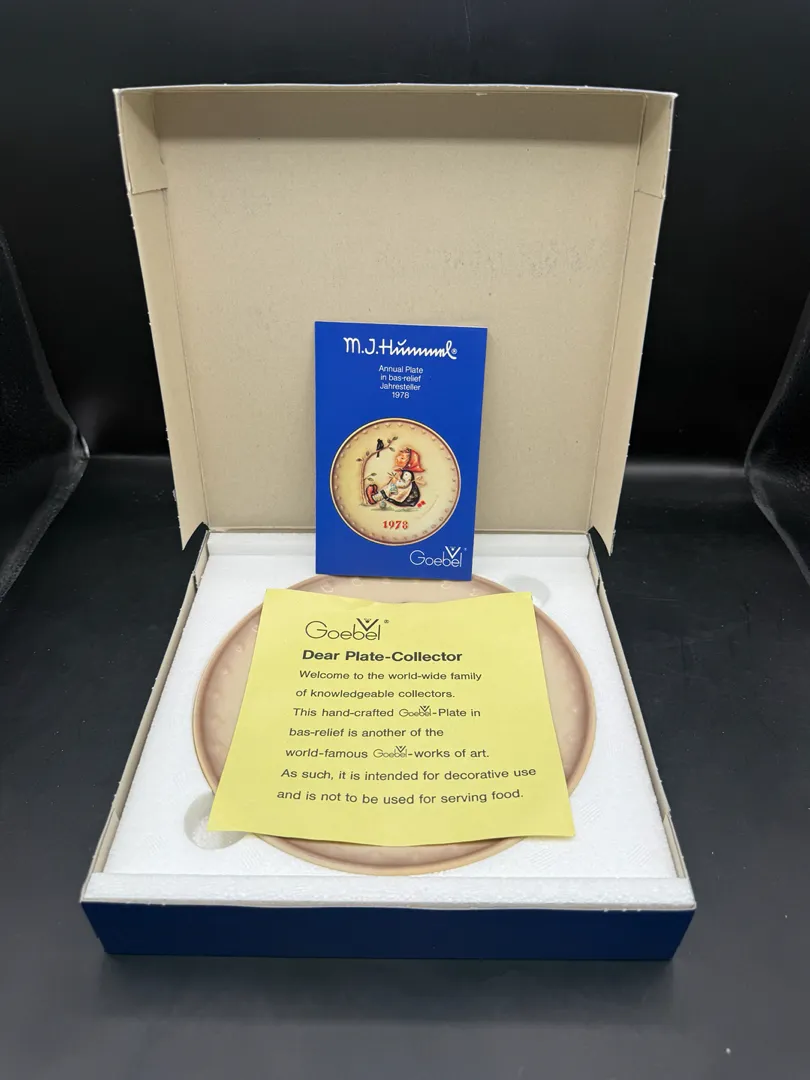 M.J.Hummel®
Annual Plate
in bas-relief
Jahresteller
1978
1978
Goebel®
Goebel®
Dear Plate-Collector
Welcome to the world-wide family
of knowledgeable collectors.
This hand-crafted Goebel-Plate in
bas-relief is another of the
world-famous Goebel-works of art.
As such, it is intended for decorative use
and is not to be used for serving food.